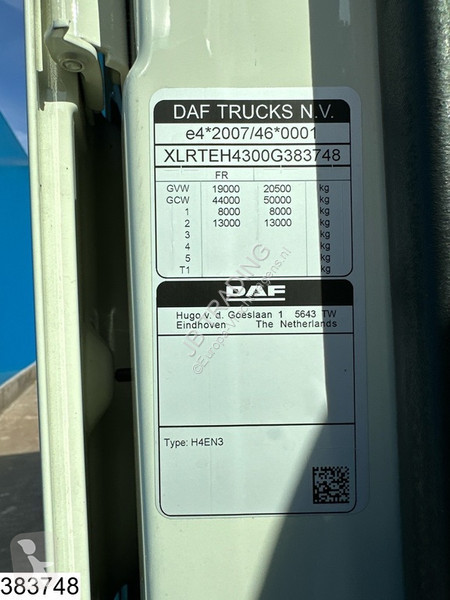 DAF TRUCKS N.V.
e4*2007/46*0001
XLRTEH4300G383748
FR
GVW 19000 20500 kg
GCW 44000 50000 kg
1 8000 8000 kg
2 13000 13000 kg
3 kg
4 kg
5 kg
T1 kg
DAF
Hugo v. d. Goeslaan 1 5643 TW
Eindhoven The Netherlands
Type: H4EN3
383748